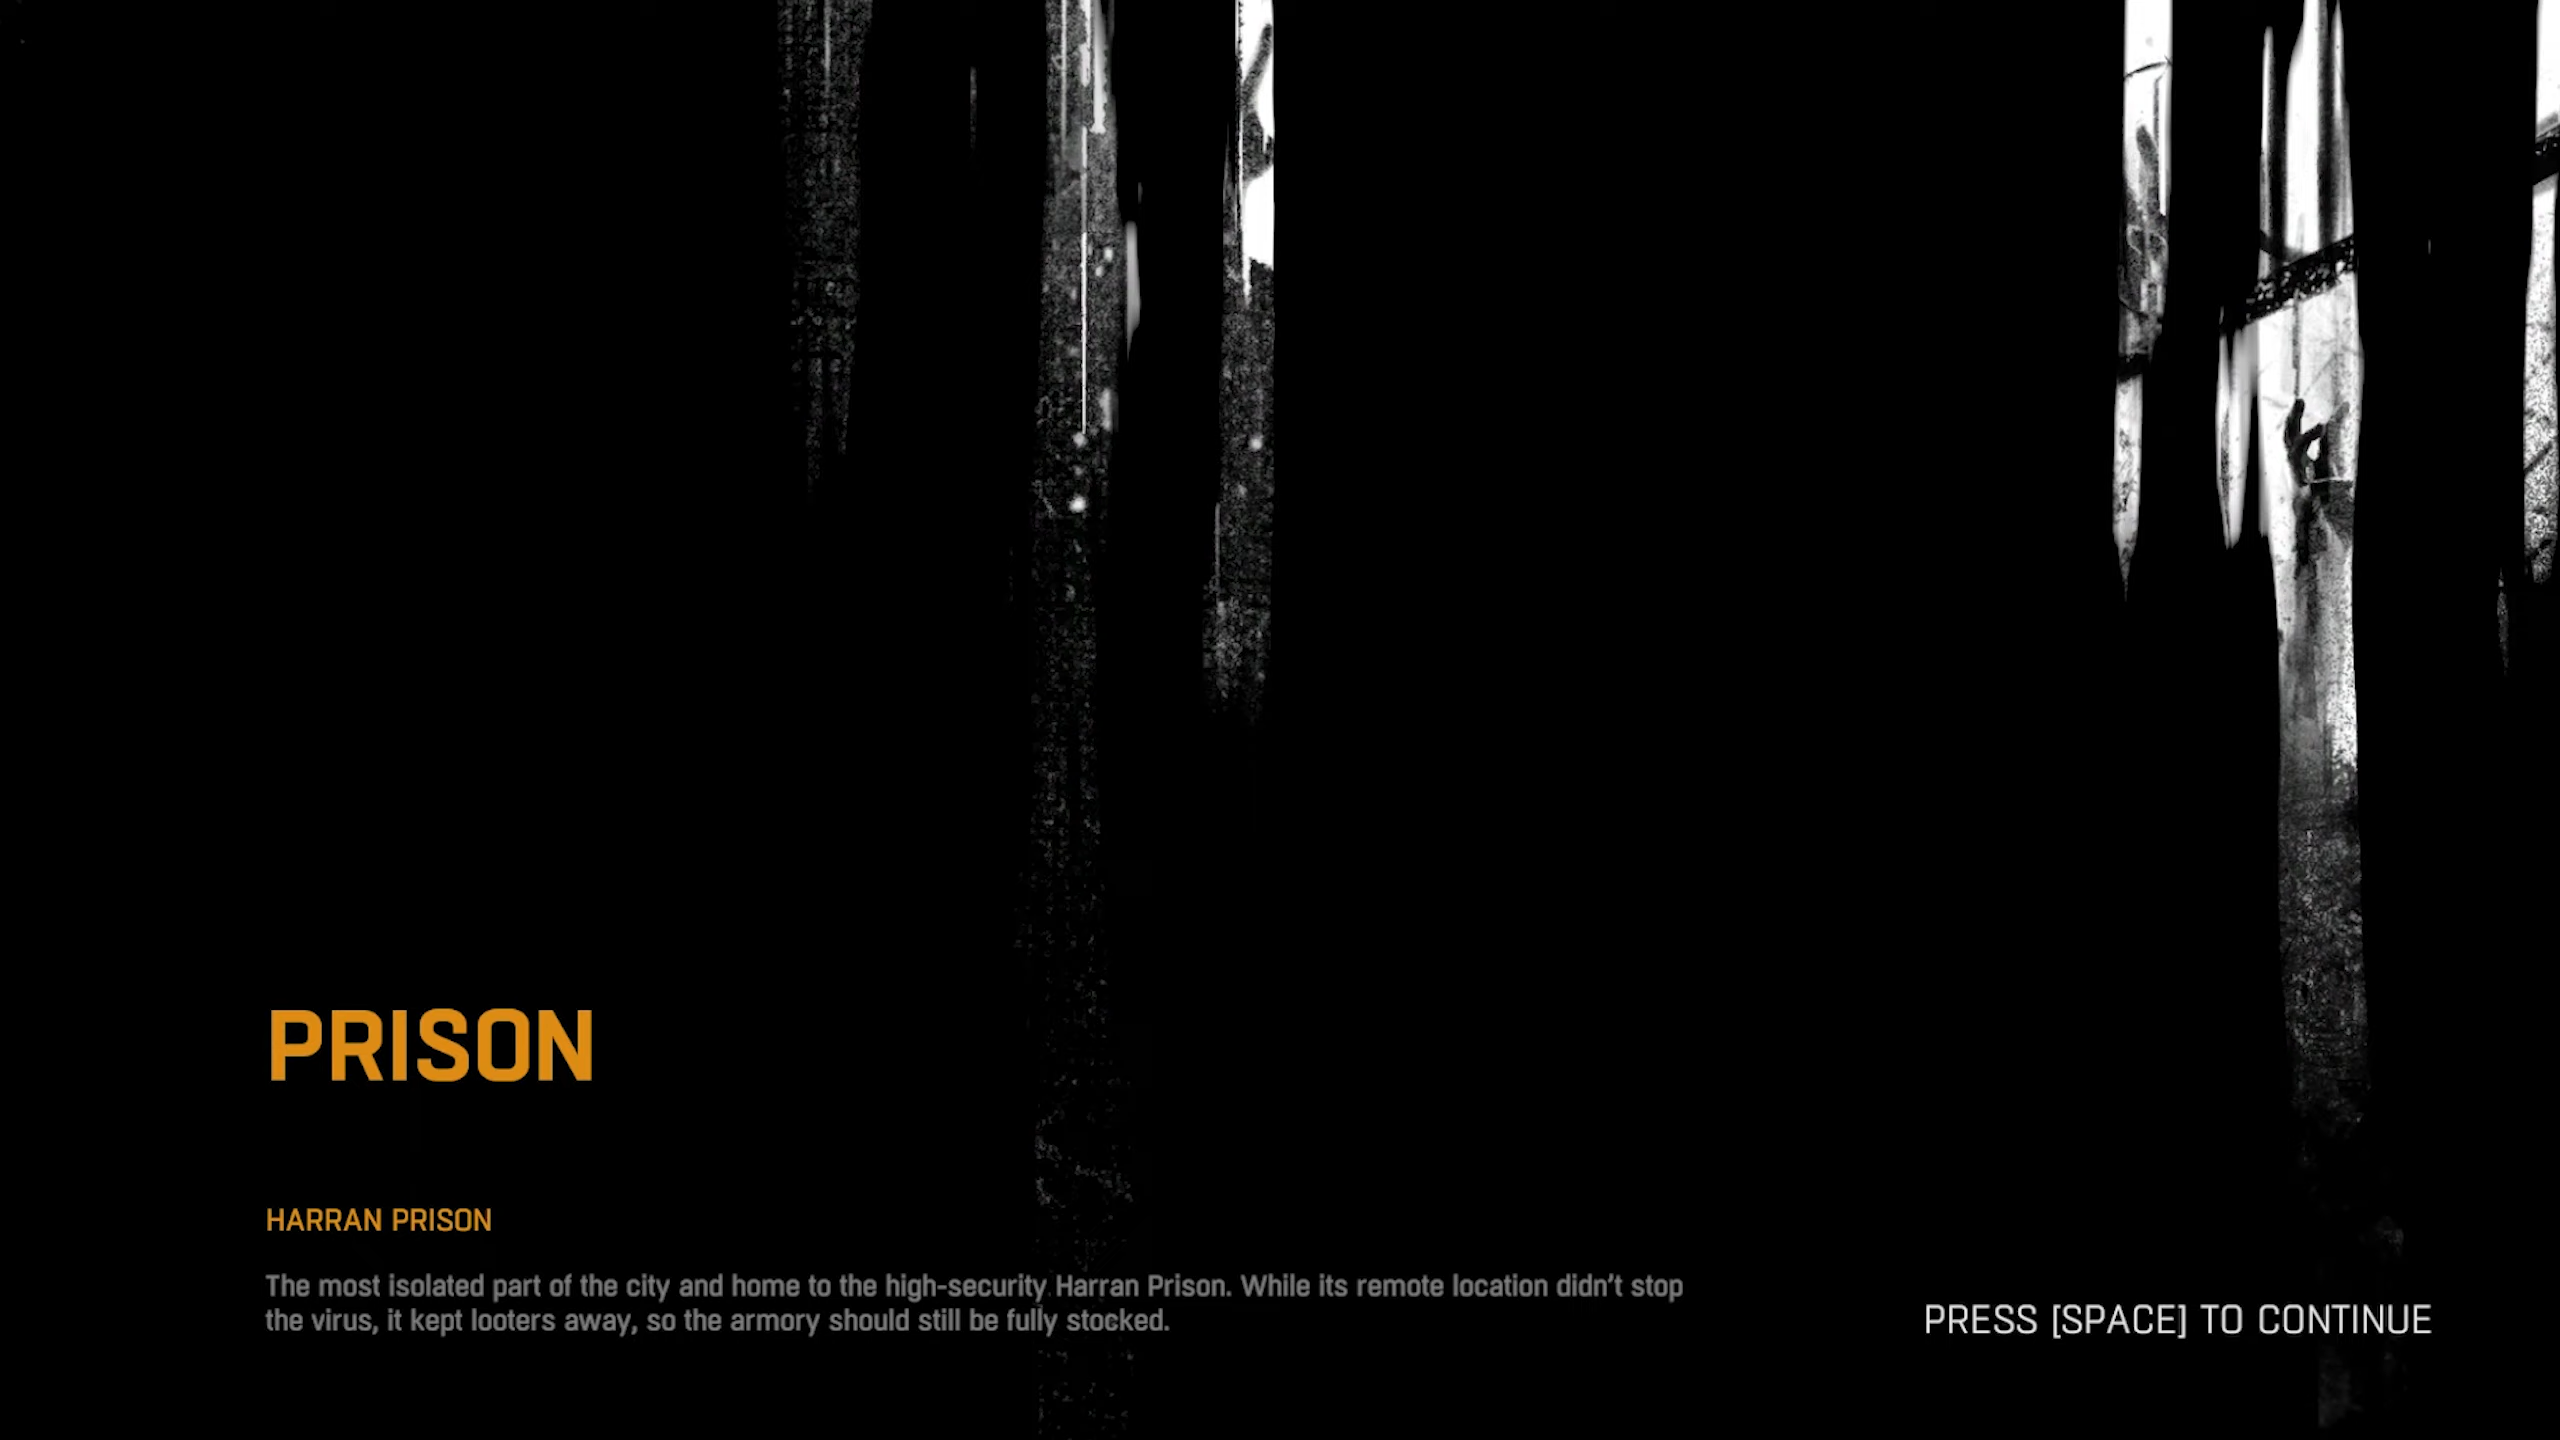 PRISON
HARRAN PRISON
The most isolated part of the city and home to the high-security Harran Prison. While its remote location didn’t stop
the virus, it kept looters away, so the armory should still be fully stocked.
PRESS [SPACE] TO CONTINUE